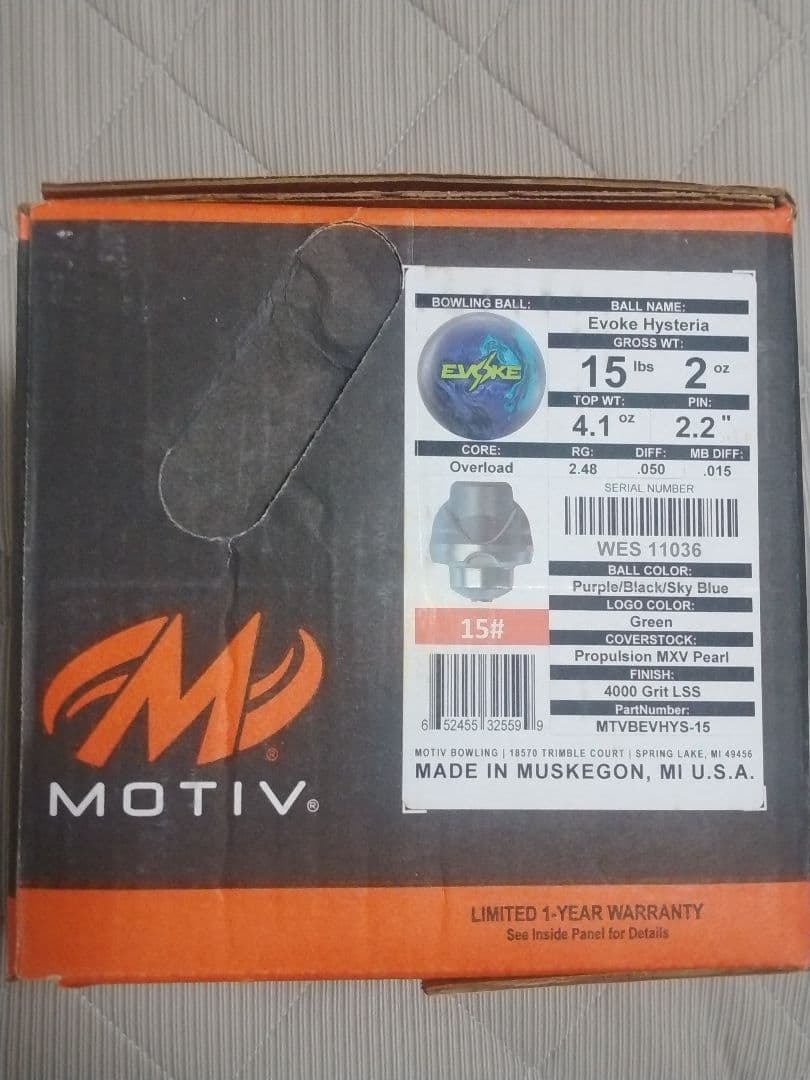 BOWLING BALL:
EVOKE
BALL NAME:
Evoke Hysteria
GROSS WT:
15 lbs 2 oz
TOP WT: PIN:
4.1 oz 2.2"
CORE: RG: DIFF: MB DIFF:
Overload 2.48 .050 .015
SERIAL NUMBER
WES 11036
BALL COLOR:
Purple/Black/Sky Blue
LOGO COLOR:
Green
15#
COVERSTOCK:
Propulsion MXV Pearl
FINISH:
4000 Grit LSS
PartNumber:
MTVBEVHYS-15
6 52455 32559 9
MOTIV BOWLING | 18570 TRIMBLE COURT | SPRING LAKE, MI 49456
MADE IN MUSKEGON, MI U.S.A.
M®
MOTIV®
LIMITED 1-YEAR WARRANTY
See Inside Panel for Details